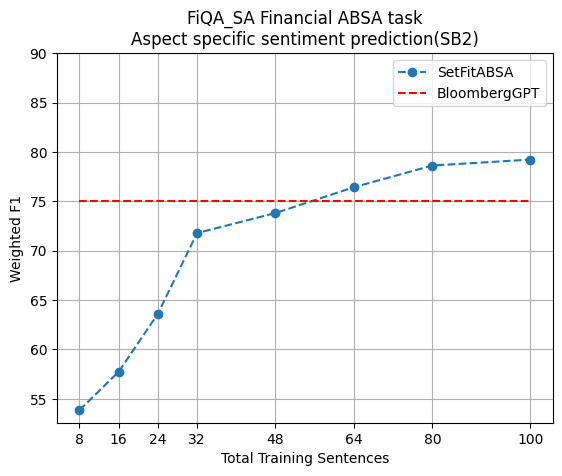 FiQA_SA Financial ABSA task
Aspect specific sentiment prediction(SB2)
SetFitABSA
BloombergGPT
Weighted F1
90
85
80
75
70
65
60
55
8 16 24 32 48 64 80 100
Total Training Sentences